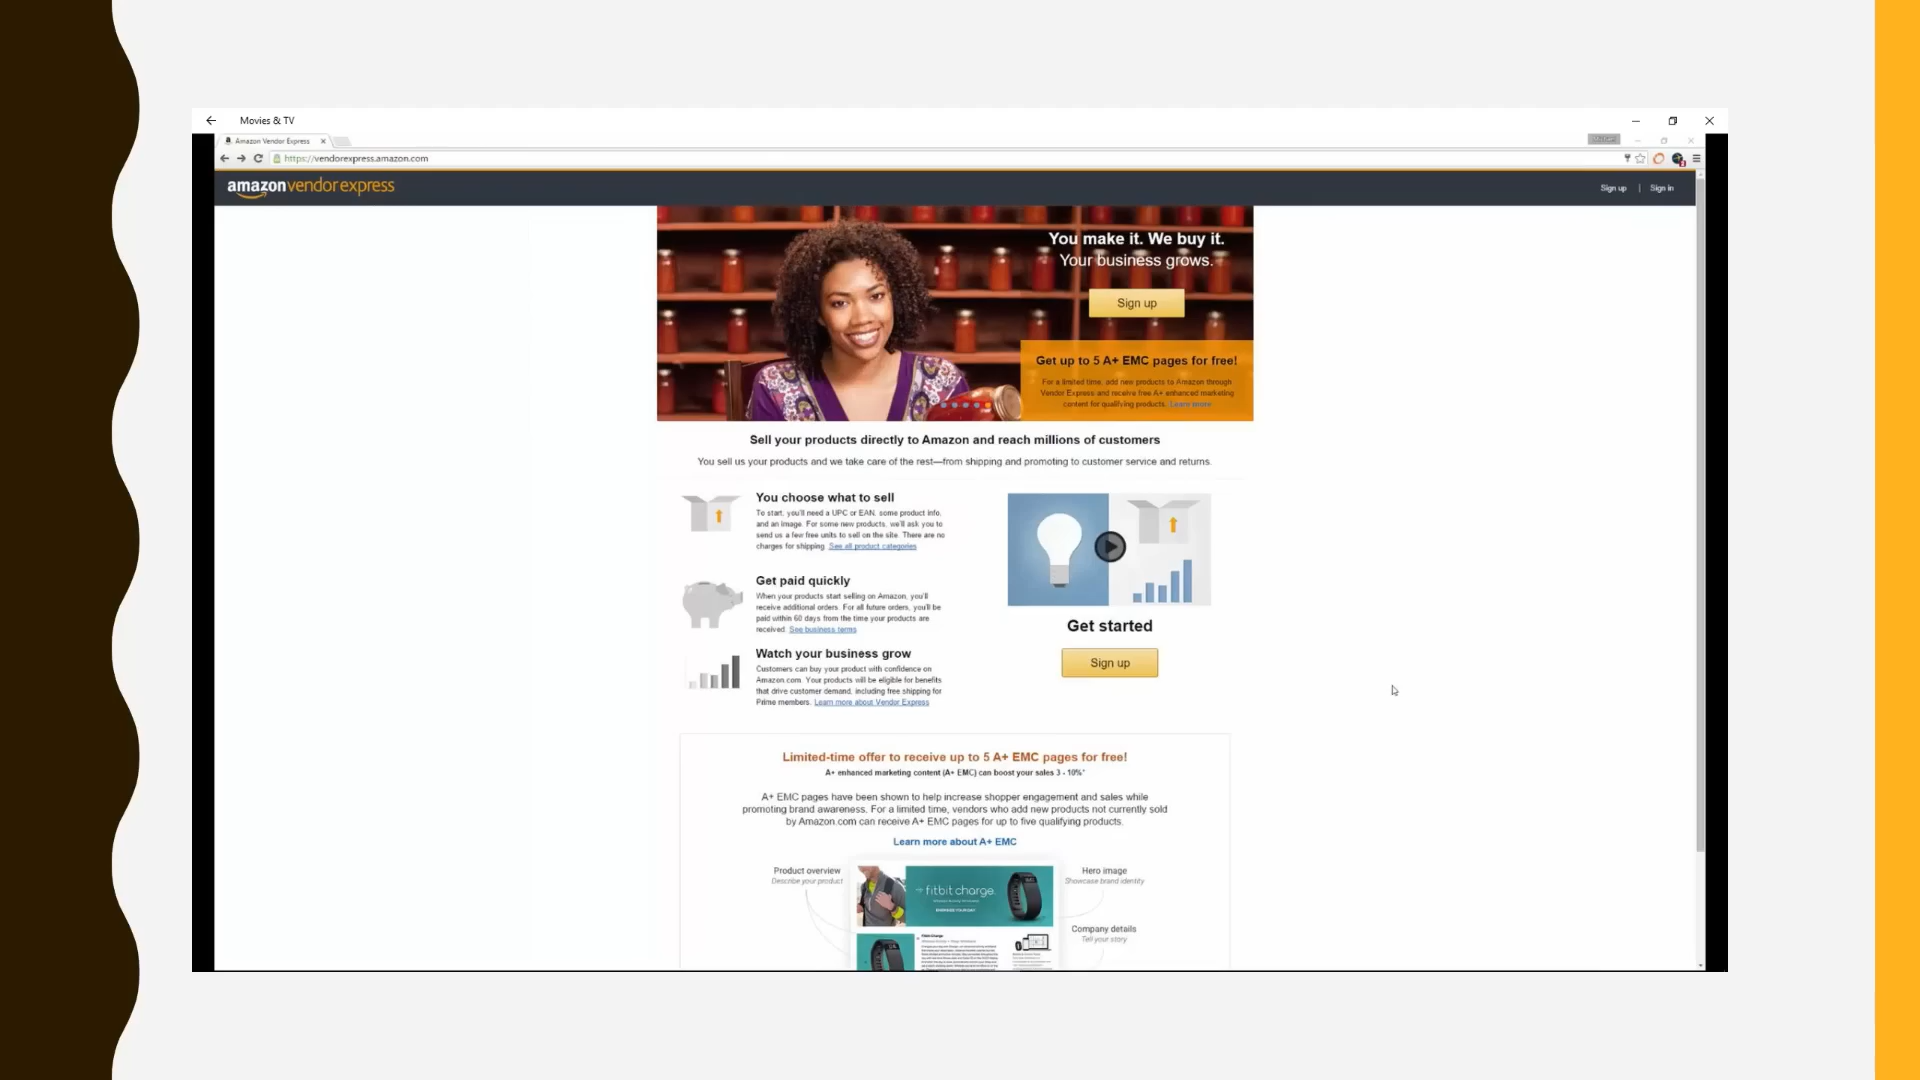 Movies & TV
Amazon Vendor Express
https://vendorexpress.amazon.com
amazonvendorexpress
Sign up | Sign in
You make it. We buy it.
Your business grows.
Sign up
Get up to 5 A+ EMC pages for free!
For a limited time, add new products to Amazon through
Vendor Express and receive free A+ enhanced marketing
content for qualifying products. Learn more
Sell your products directly to Amazon and reach millions of customers
You sell us your products and we take care of the rest—from shipping and promoting to customer service and returns.
You choose what to sell
To start, you'll need a UPC or EAN, some product info,
and an image. For some new products, we'll ask you to
send us a few free units to sell on the site. There are no
charges for shipping. See all product categories
Get paid quickly
When your products start selling on Amazon, you'll
receive additional orders. For all future orders, you'll be
paid within 60 days from the time your products are
received. See business terms
Watch your business grow
Customers can buy your product with confidence on
Amazon.com. Your products will be eligible for benefits
that drive customer demand, including free shipping for
Prime members. Learn more about Vendor Express
Get started
Sign up
Limited-time offer to receive up to 5 A+ EMC pages for free!
A+ enhanced marketing content (A+ EMC) can boost your sales 3 - 10%*
A+ EMC pages have been shown to help increase shopper engagement and sales while
promoting brand awareness. For a limited time, vendors who add new products not currently sold
by Amazon.com can receive A+ EMC pages for up to five qualifying products.
Learn more about A+ EMC
Product overview
Describe your product
fitbit charge.
Hero image
Showcase brand identity
Company details
Tell your story